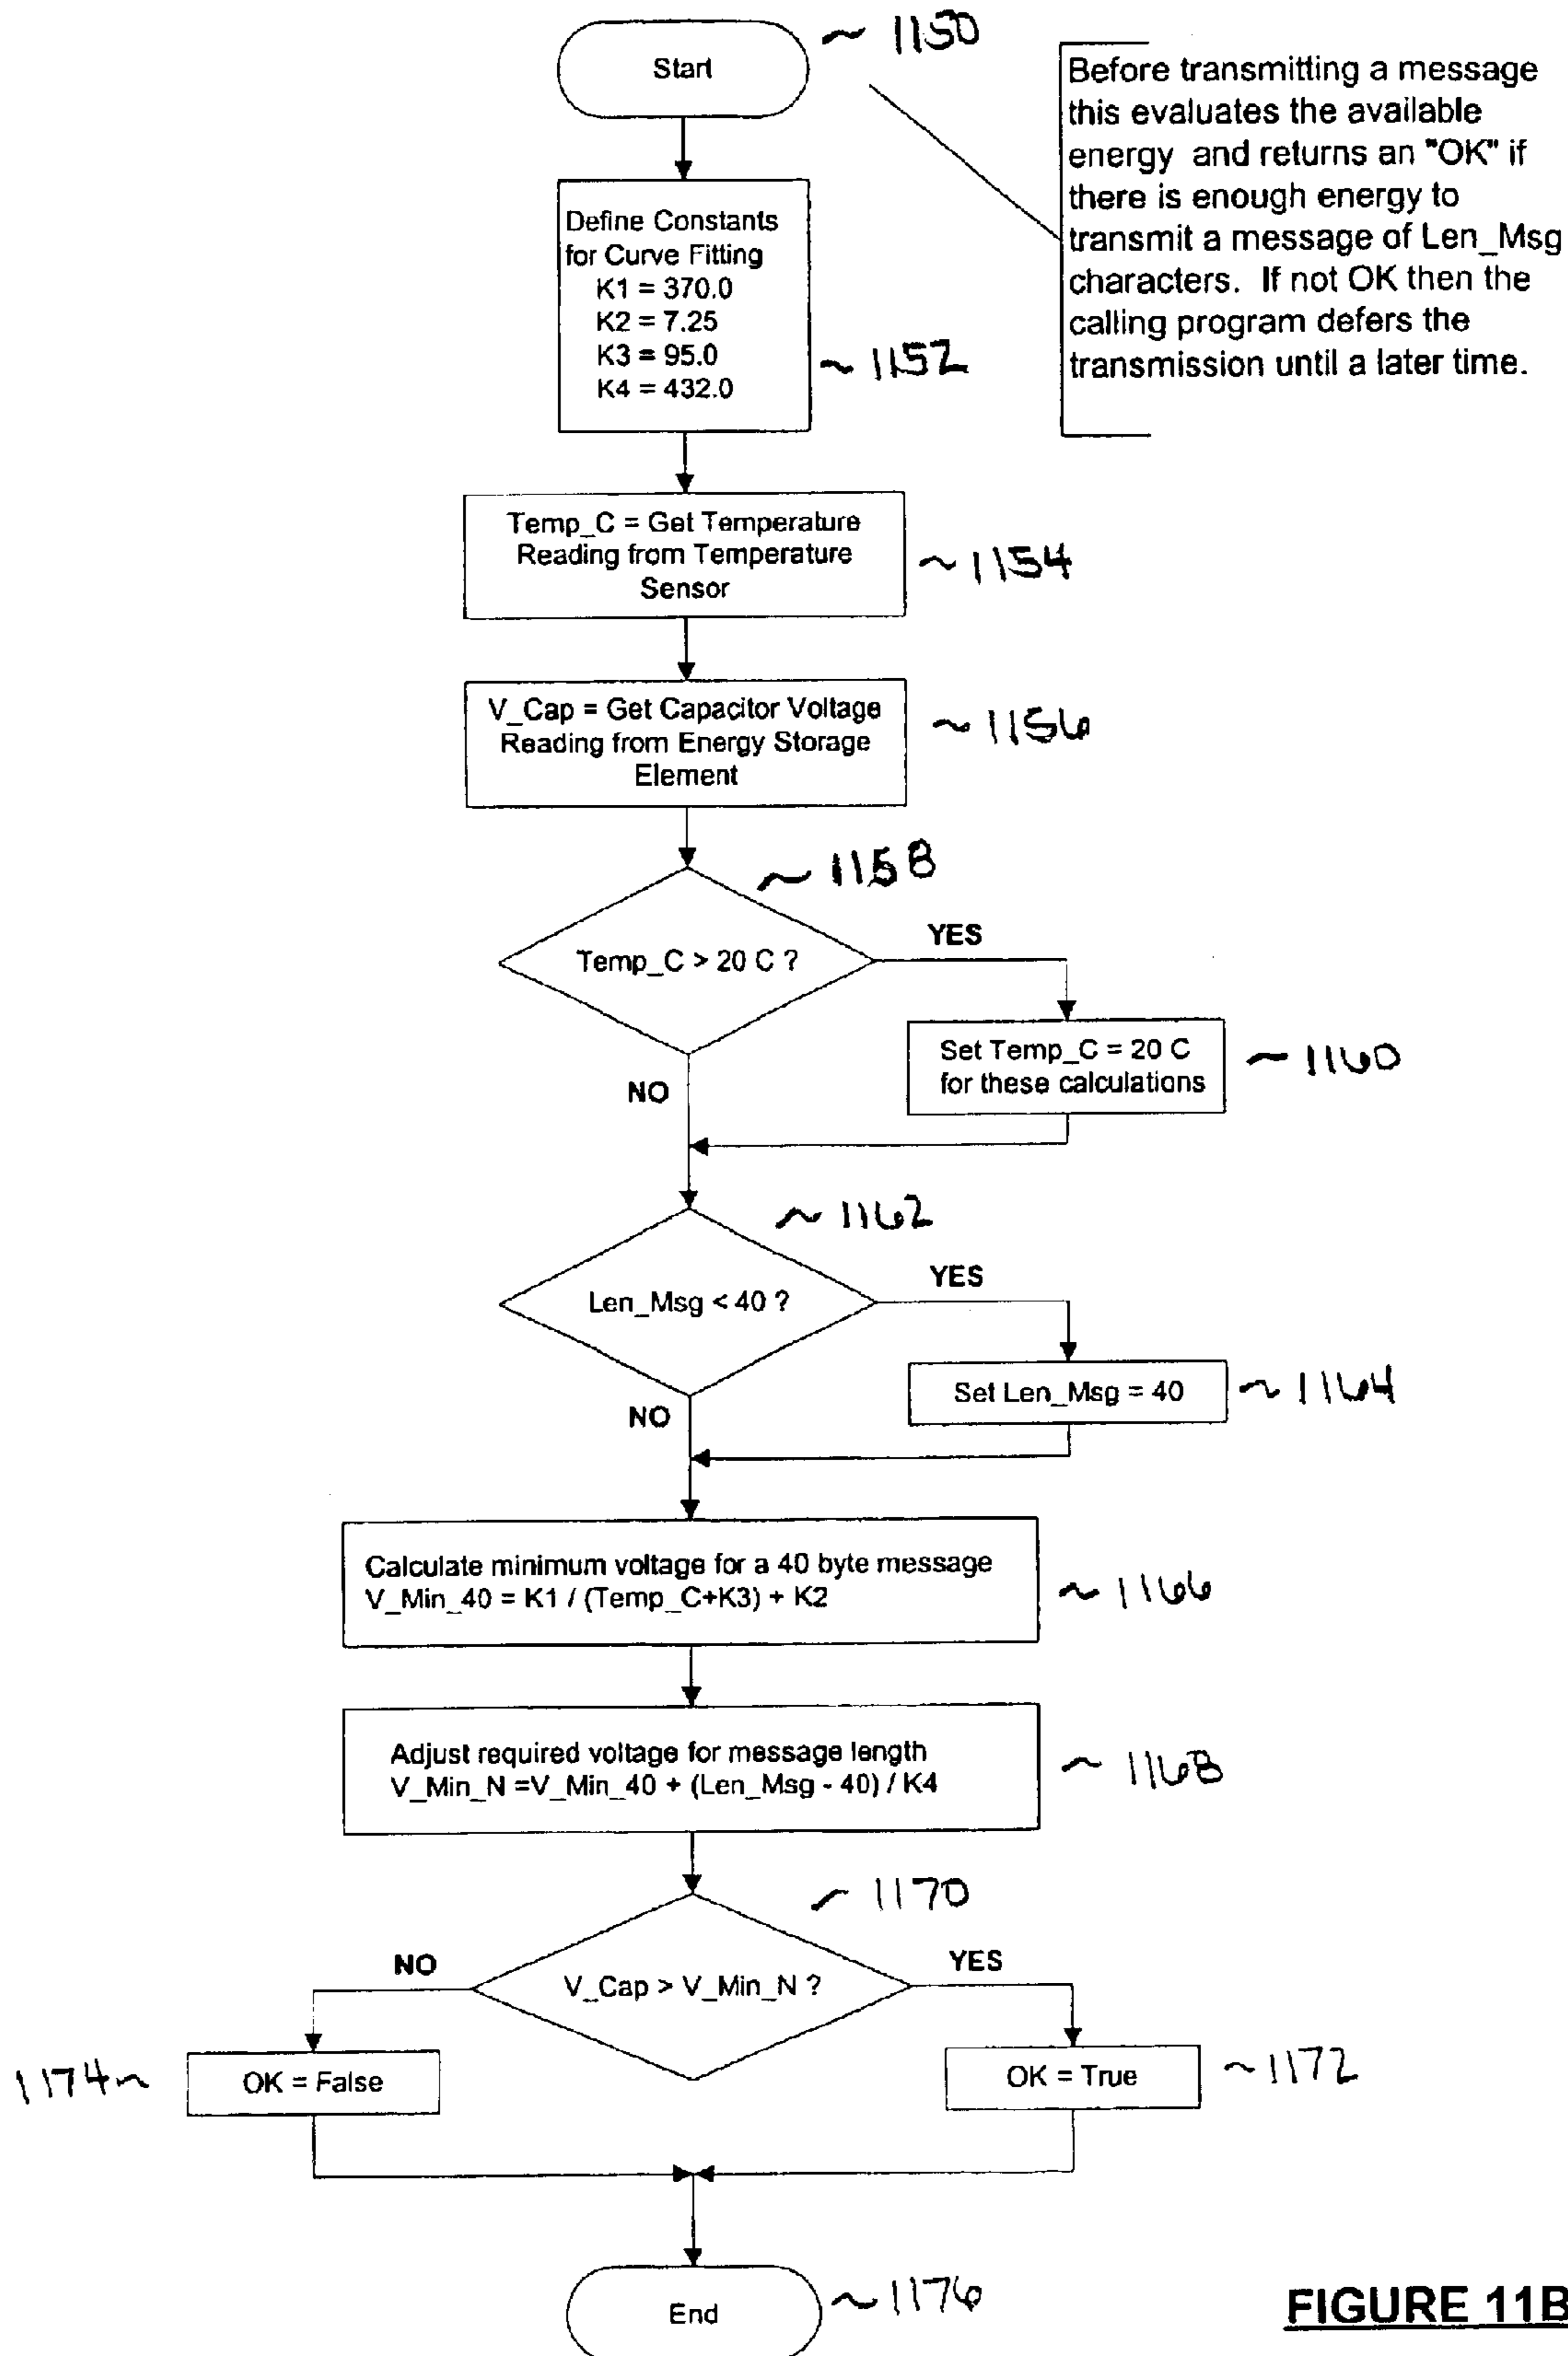 Start
~ 1150
Before transmitting a message
this evaluates the available
energy and returns an "OK" if
there is enough energy to
transmit a message of Len_Msg
characters. If not OK then the
calling program defers the
transmission until a later time.
Define Constants
for Curve Fitting
K1 = 370.0
K2 = 7.25
K3 = 95.0
K4 = 432.0
~ 1152
Temp_C = Get Temperature
Reading from Temperature
Sensor
~ 1154
V_Cap = Get Capacitor Voltage
Reading from Energy Storage
Element
~ 1156
~ 1158
Temp_C > 20 C ?
YES
Set Temp_C = 20 C
for these calculations
~ 1160
NO
~ 1162
Len_Msg < 40 ?
YES
Set Len_Msg = 40
~ 1164
NO
Calculate minimum voltage for a 40 byte message
V_Min_40 = K1 / (Temp_C+K3) + K2
~ 1166
Adjust required voltage for message length
V_Min_N =V_Min_40 + (Len_Msg - 40) / K4
~ 1168
~ 1170
V_Cap > V_Min_N ?
NO
YES
1174 ~
OK = False
OK = True
~ 1172
End
~ 1176
FIGURE 11B